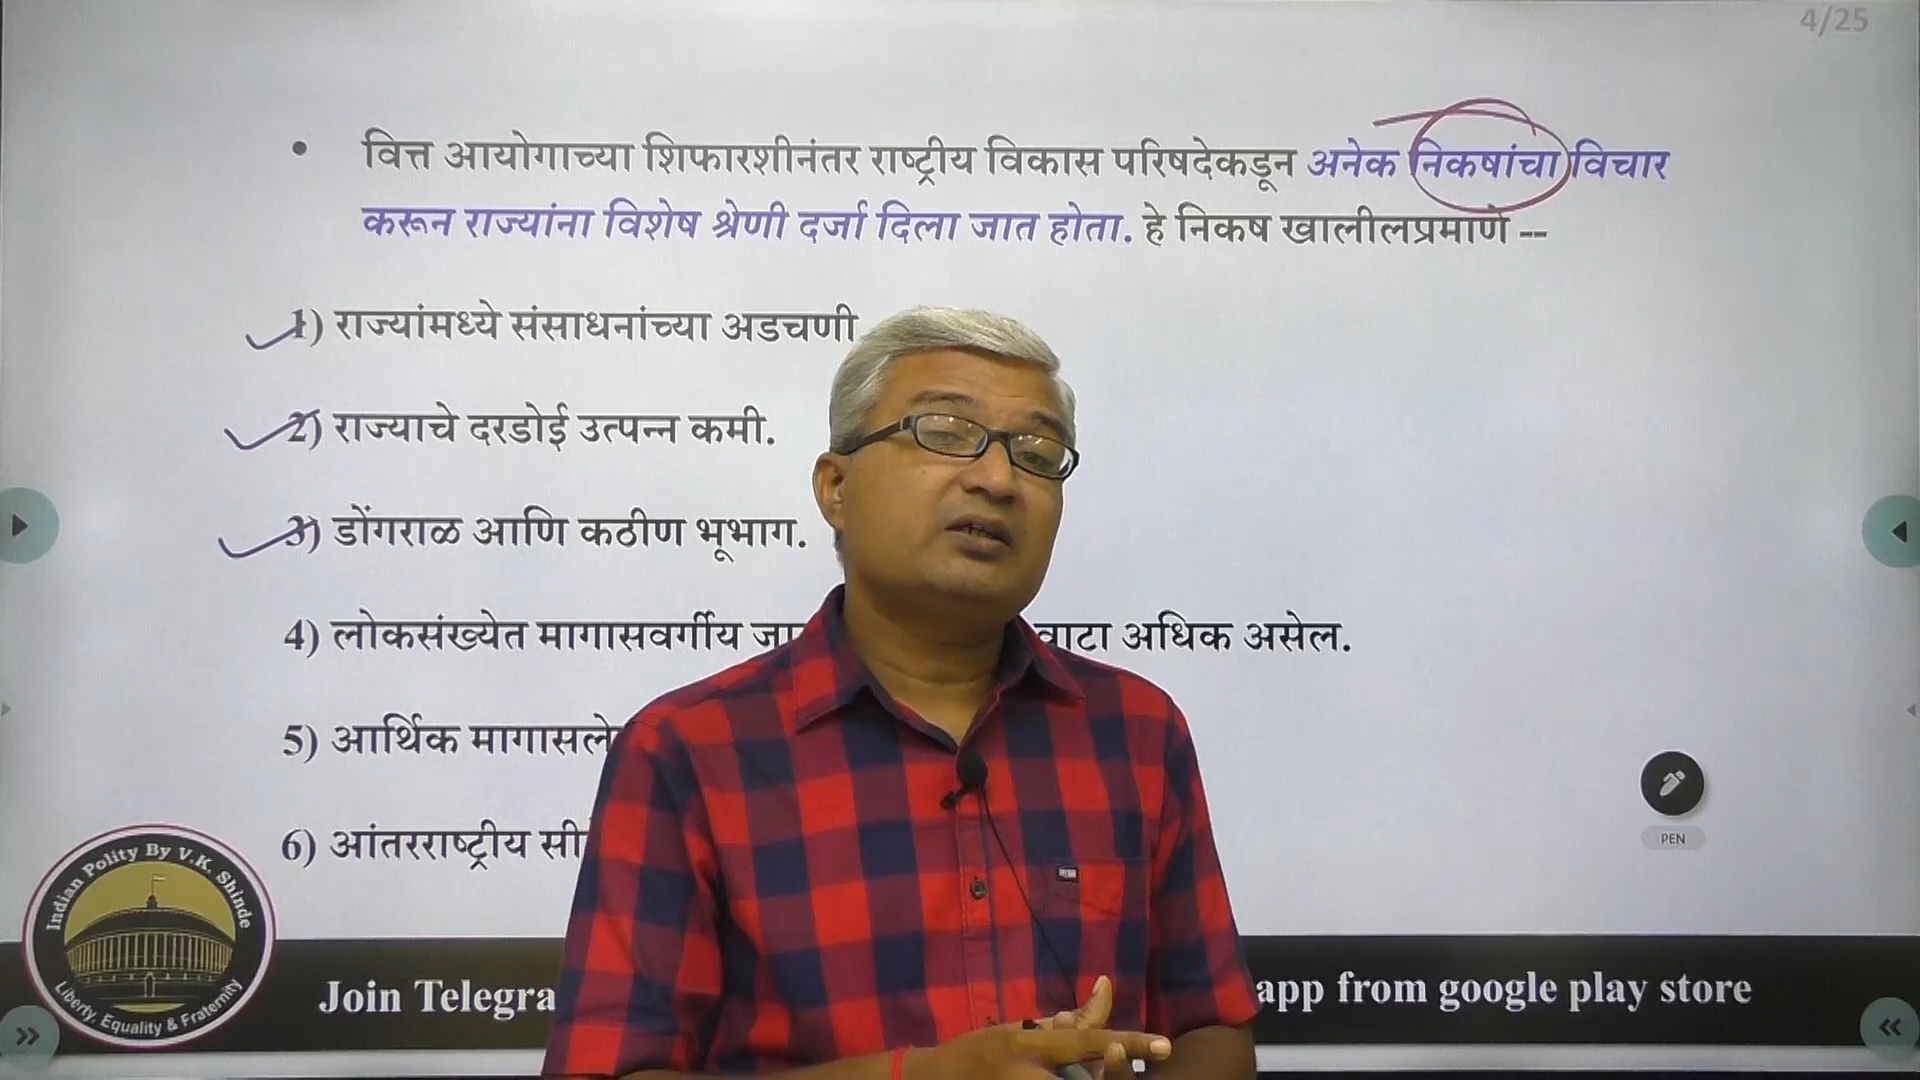 4/25
• वित्त आयोगाच्या शिफारशीनंतर राष्ट्रीय विकास परिषदेकडून अनेक निकषांचा विचार
करून राज्यांना विशेष श्रेणी दर्जा दिला जात होता. हे निकष खालीलप्रमाणे --
1) राज्यांमध्ये संसाधनांच्या अडचणी
2) राज्याचे दरडोई उत्पन्न कमी.
3) डोंगराळ आणि कठीण भूभाग.
4) लोकसंख्येत मागासवर्गीय वाटा अधिक असेल.
5) आर्थिक
6) आंतरराष्ट्रीय
PEN
Indian Polity By V.K. Shinde
Liberty, Equality & Fraternity
Join app from google play store